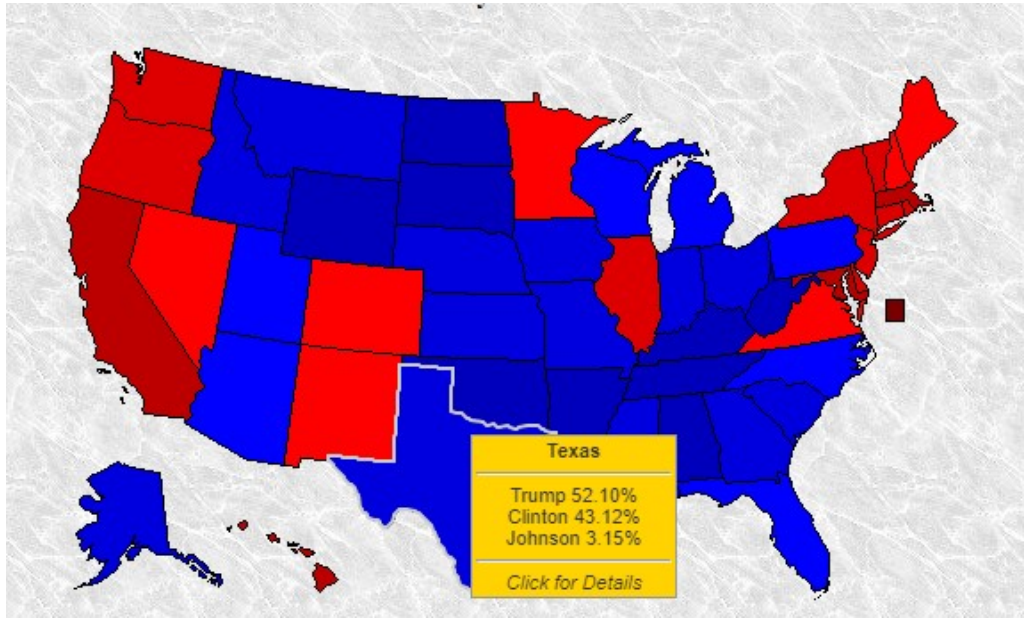 Texas
Trump 52.10%
Clinton 43.12%
Johnson 3.15%
Click for Details